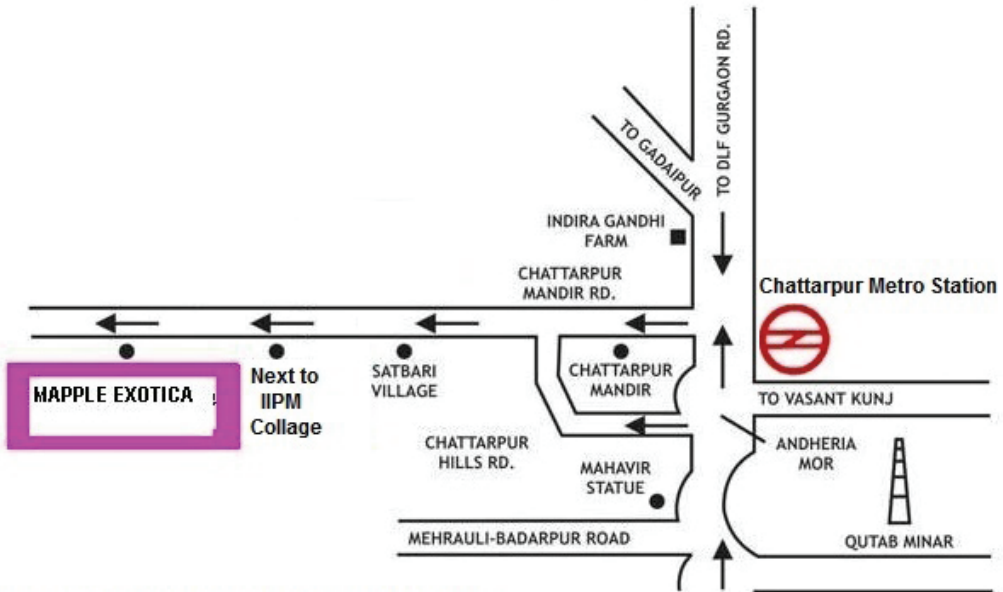 TO DLF GURGAON RD.
TO GADAIPUR
INDIRA GANDHI
FARM
CHATTARPUR
MANDIR RD.
Chattarpur Metro Station
MAPPLE EXOTICA
Next to
IIPM
Collage
SATBARI
VILLAGE
CHATTARPUR
MANDIR
TO VASANT KUNJ
CHATTARPUR
HILLS RD.
MAHAVIR
STATUE
ANDHERIA
MOR
MEHRAULI-BADARPUR ROAD
QUTAB MINAR